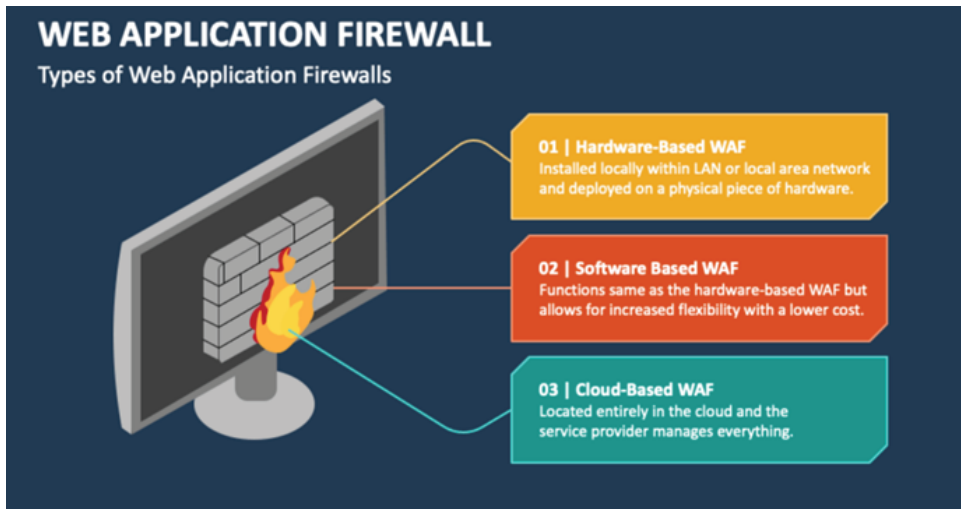 WEB APPLICATION FIREWALL
Types of Web Application Firewalls
01 | Hardware-Based WAF
Installed locally within LAN or local area network
and deployed on a physical piece of hardware.
02 | Software Based WAF
Functions same as the hardware-based WAF but
allows for increased flexibility with a lower cost.
03 | Cloud-Based WAF
Located entirely in the cloud and the
service provider manages everything.